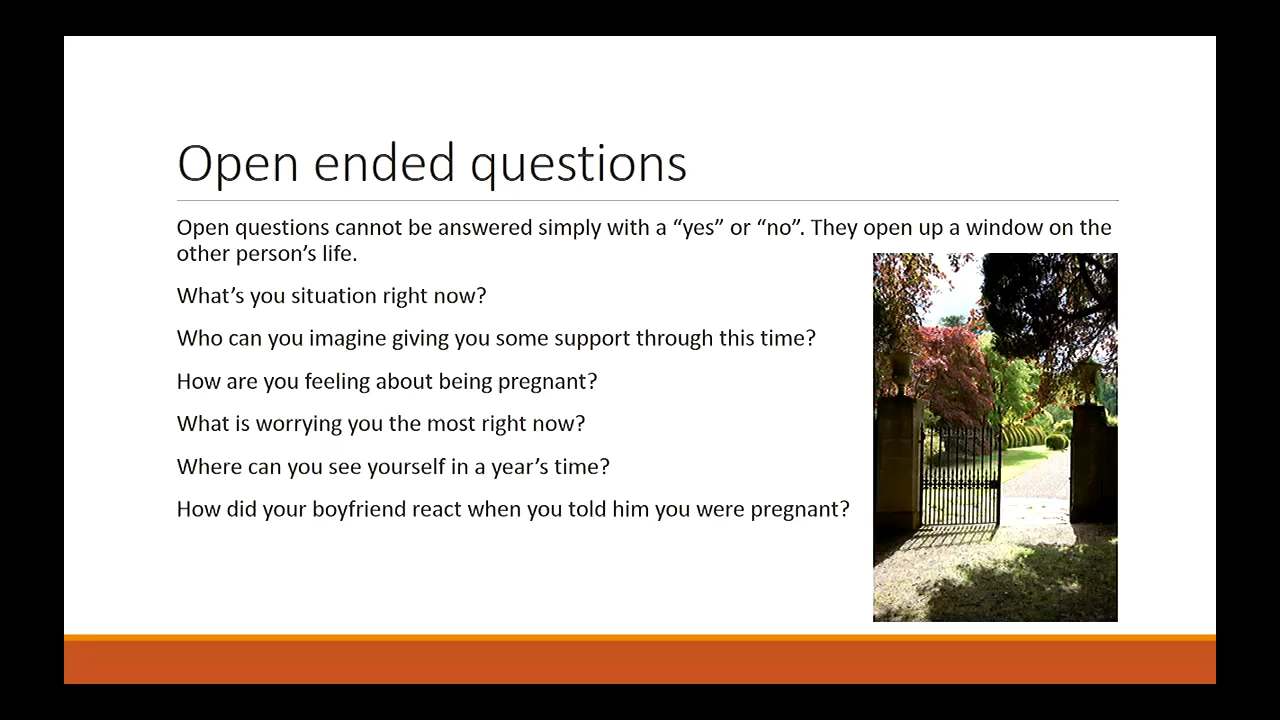 Open ended questions
Open questions cannot be answered simply with a “yes” or “no”. They open up a window on the
other person’s life.
What’s you situation right now?
Who can you imagine giving you some support through this time?
How are you feeling about being pregnant?
What is worrying you the most right now?
Where can you see yourself in a year’s time?
How did your boyfriend react when you told him you were pregnant?